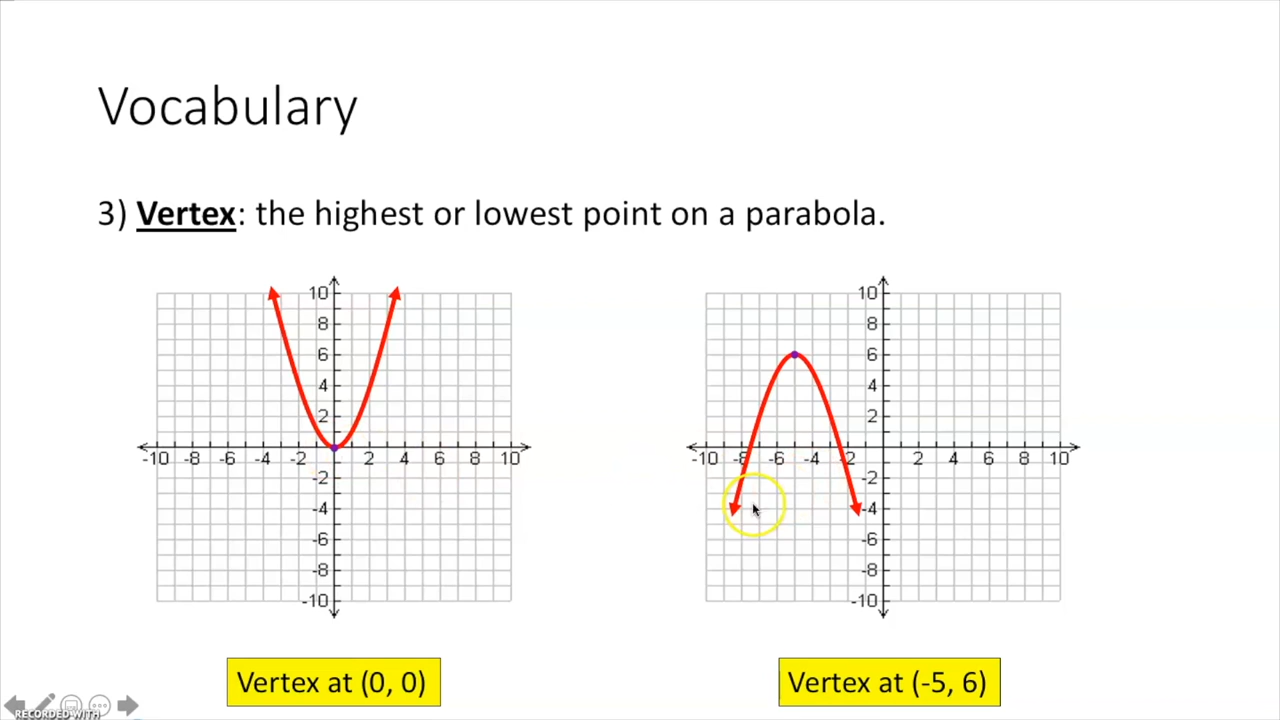 Vocabulary
3) Vertex: the highest or lowest point on a parabola.
10
8
6
4
2
-10 -8 -6 -4 -2 2 4 6 8 10
-2
-4
-6
-8
-10
10
8
6
4
2
-10 -8 -6 -4 -2 2 4 6 8 10
-2
-4
-6
-8
-10
Vertex at (0, 0)
Vertex at (-5, 6)
RECORDED WITH